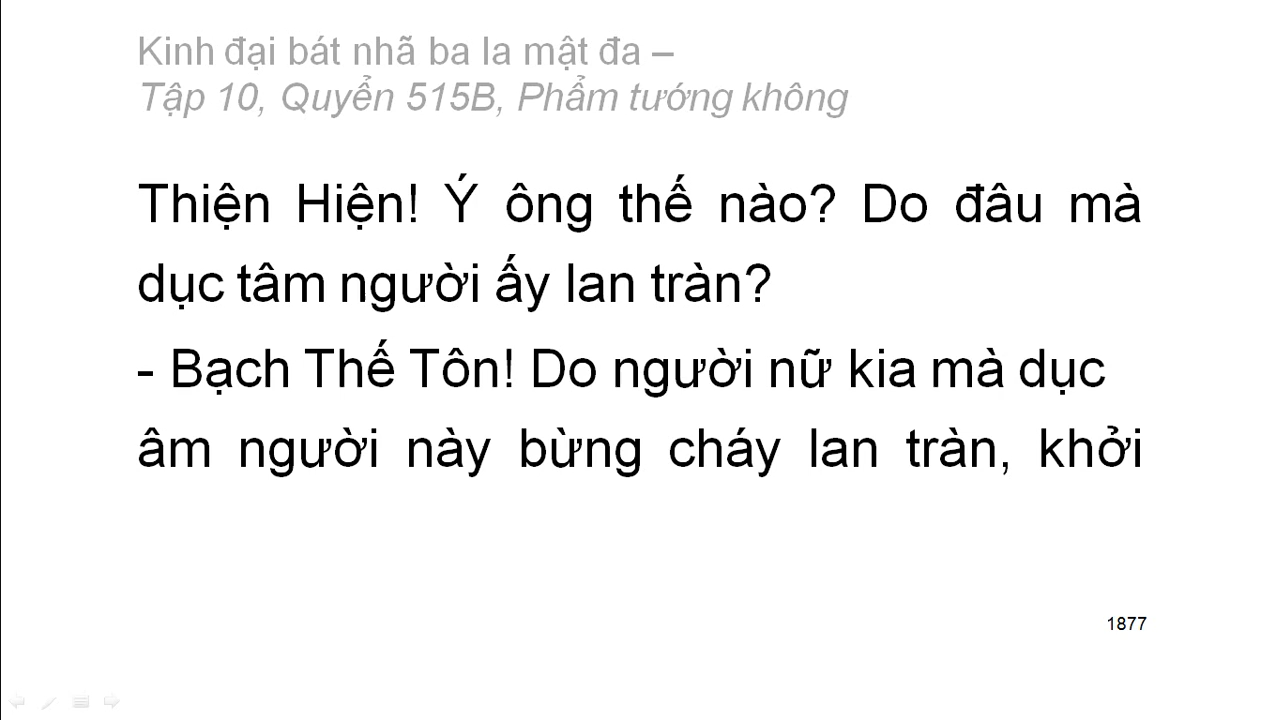 Kinh đại bát nhã ba la mật đa –
Tập 10, Quyển 515B, Phẩm tướng không
Thiện Hiện! Ý ông thế nào? Do đâu mà
dục tâm người ấy lan tràn?
- Bạch Thế Tôn! Do người nữ kia mà dục
âm người này bừng cháy lan tràn, khởi
1877